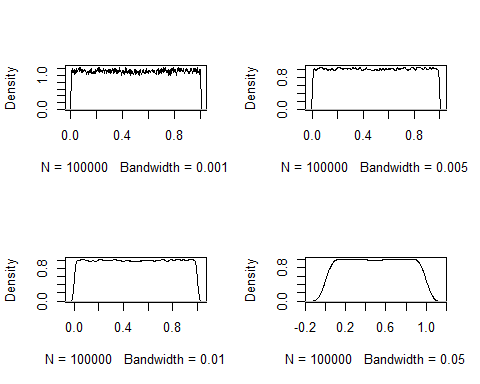 Density
1.0
0.0
0.0 0.4 0.8
N = 100000 Bandwidth = 0.001
Density
0.8
0.0
0.0 0.4 0.8
N = 100000 Bandwidth = 0.005
Density
0.8
0.0
0.0 0.4 0.8
N = 100000 Bandwidth = 0.01
Density
0.8
0.0
-0.2 0.2 0.6 1.0
N = 100000 Bandwidth = 0.05